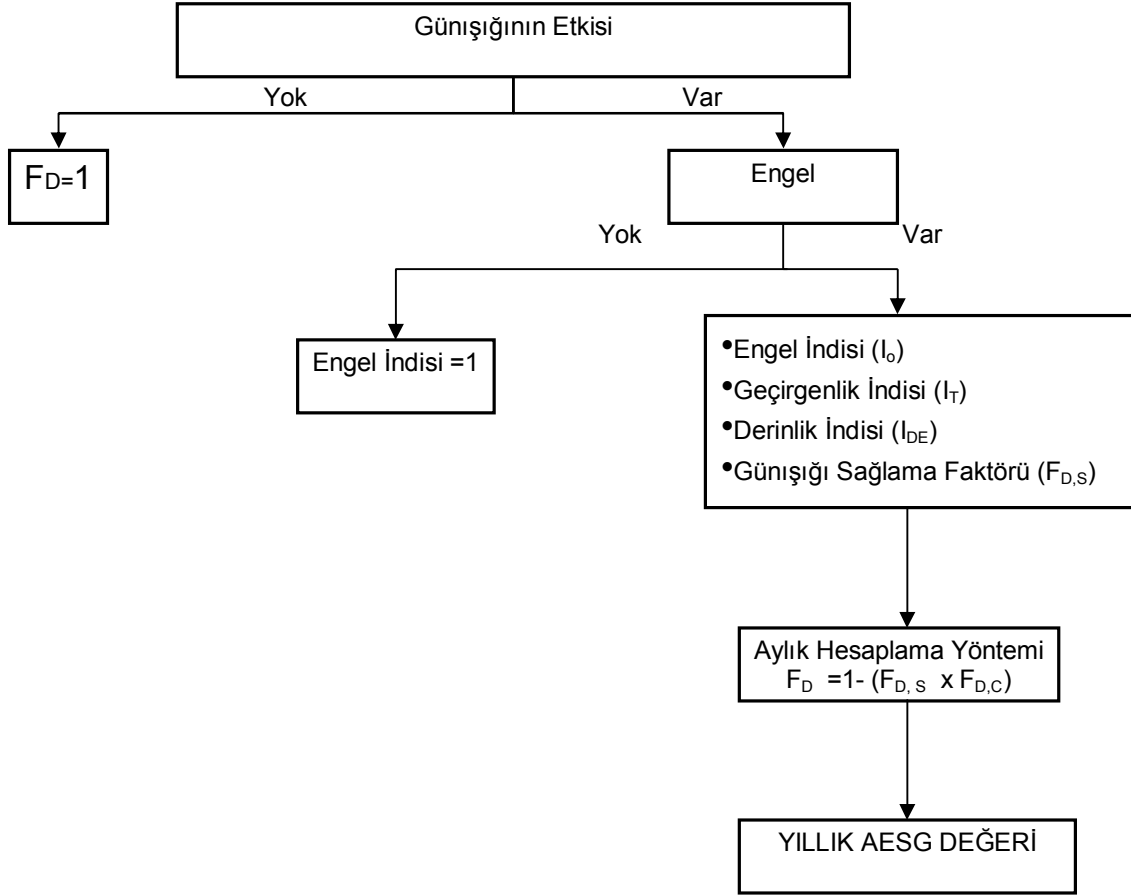 Günışığının Etkisi
Yok
Var
FD=1
Engel
Yok
Var
Engel İndisi =1
•Engel İndisi (Io)
•Geçirgenlik İndisi (IT)
•Derinlik İndisi (IDE)
•Günışığı Sağlama Faktörü (FD,S)
Aylık Hesaplama Yöntemi
FD =1- (FD, S x FD,C)
YILLIK AESG DEĞERİ